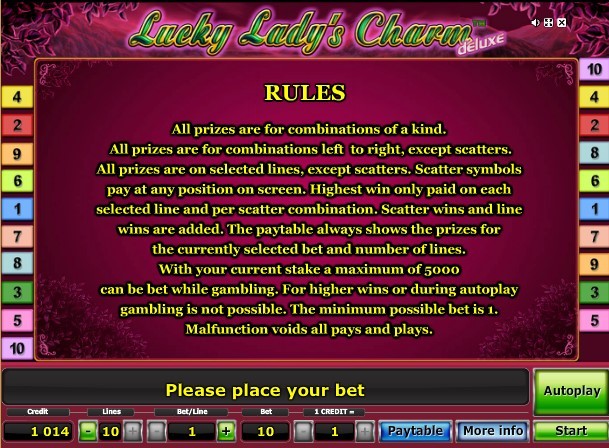 Lucky Lady's Charm™
deluxe
RULES
All prizes are for combinations of a kind.
All prizes are for combinations left to right, except scatters.
All prizes are on selected lines, except scatters. Scatter symbols
pay at any position on screen. Highest win only paid on each
selected line and per scatter combination. Scatter wins and line
wins are added. The paytable always shows the prizes for
the currently selected bet and number of lines.
With your current stake a maximum of 5000
can be bet while gambling. For higher wins or during autoplay
gambling is not possible. The minimum possible bet is 1.
Malfunction voids all pays and plays.
4
2
9
6
1
7
8
3
5
10
10
4
2
8
6
1
7
9
3
5
Please place your bet
Autoplay
Credit Lines Bet/Line Bet 1 CREDIT =
1 014 - 10 + - 1 + 10 - 1 + Paytable More info Start